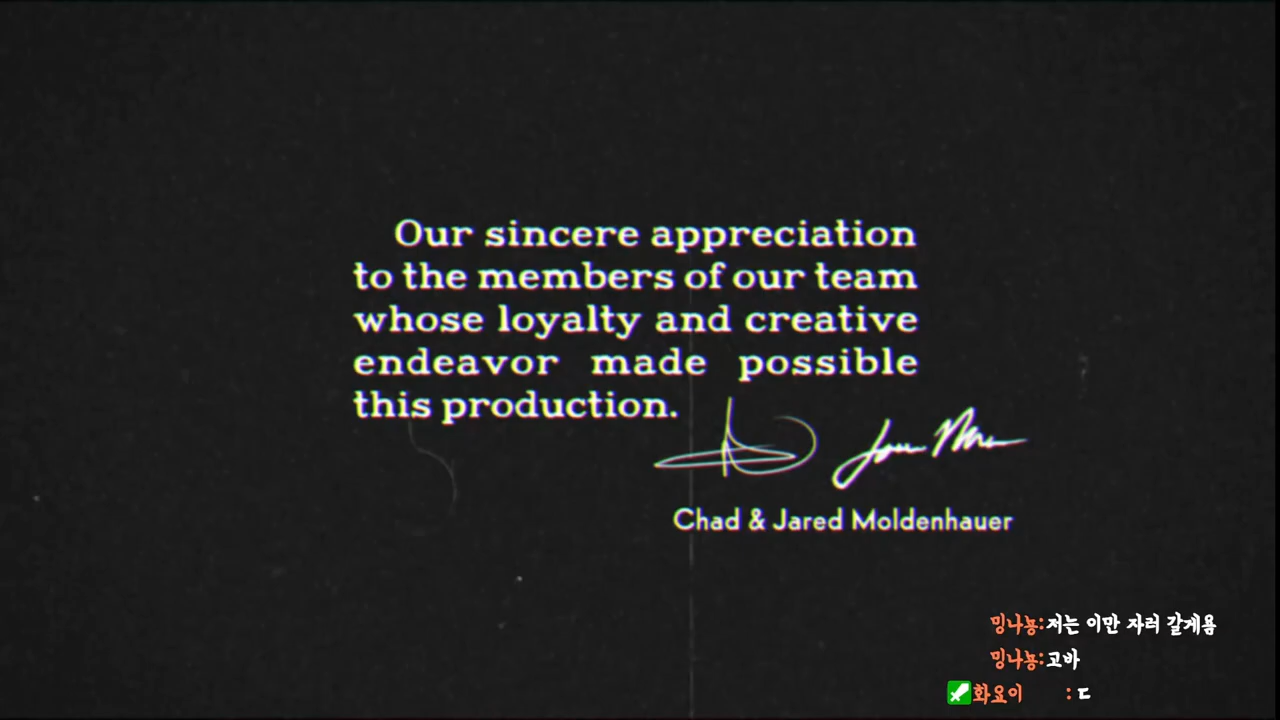 Our sincere appreciation
to the members of our team
whose loyalty and creative
endeavor made possible
this production.
Chad & Jared Moldenhauer
밍나뇽:저는 이만 자러 갈게욤
밍나뇽:고바
화요이 :ㄷ